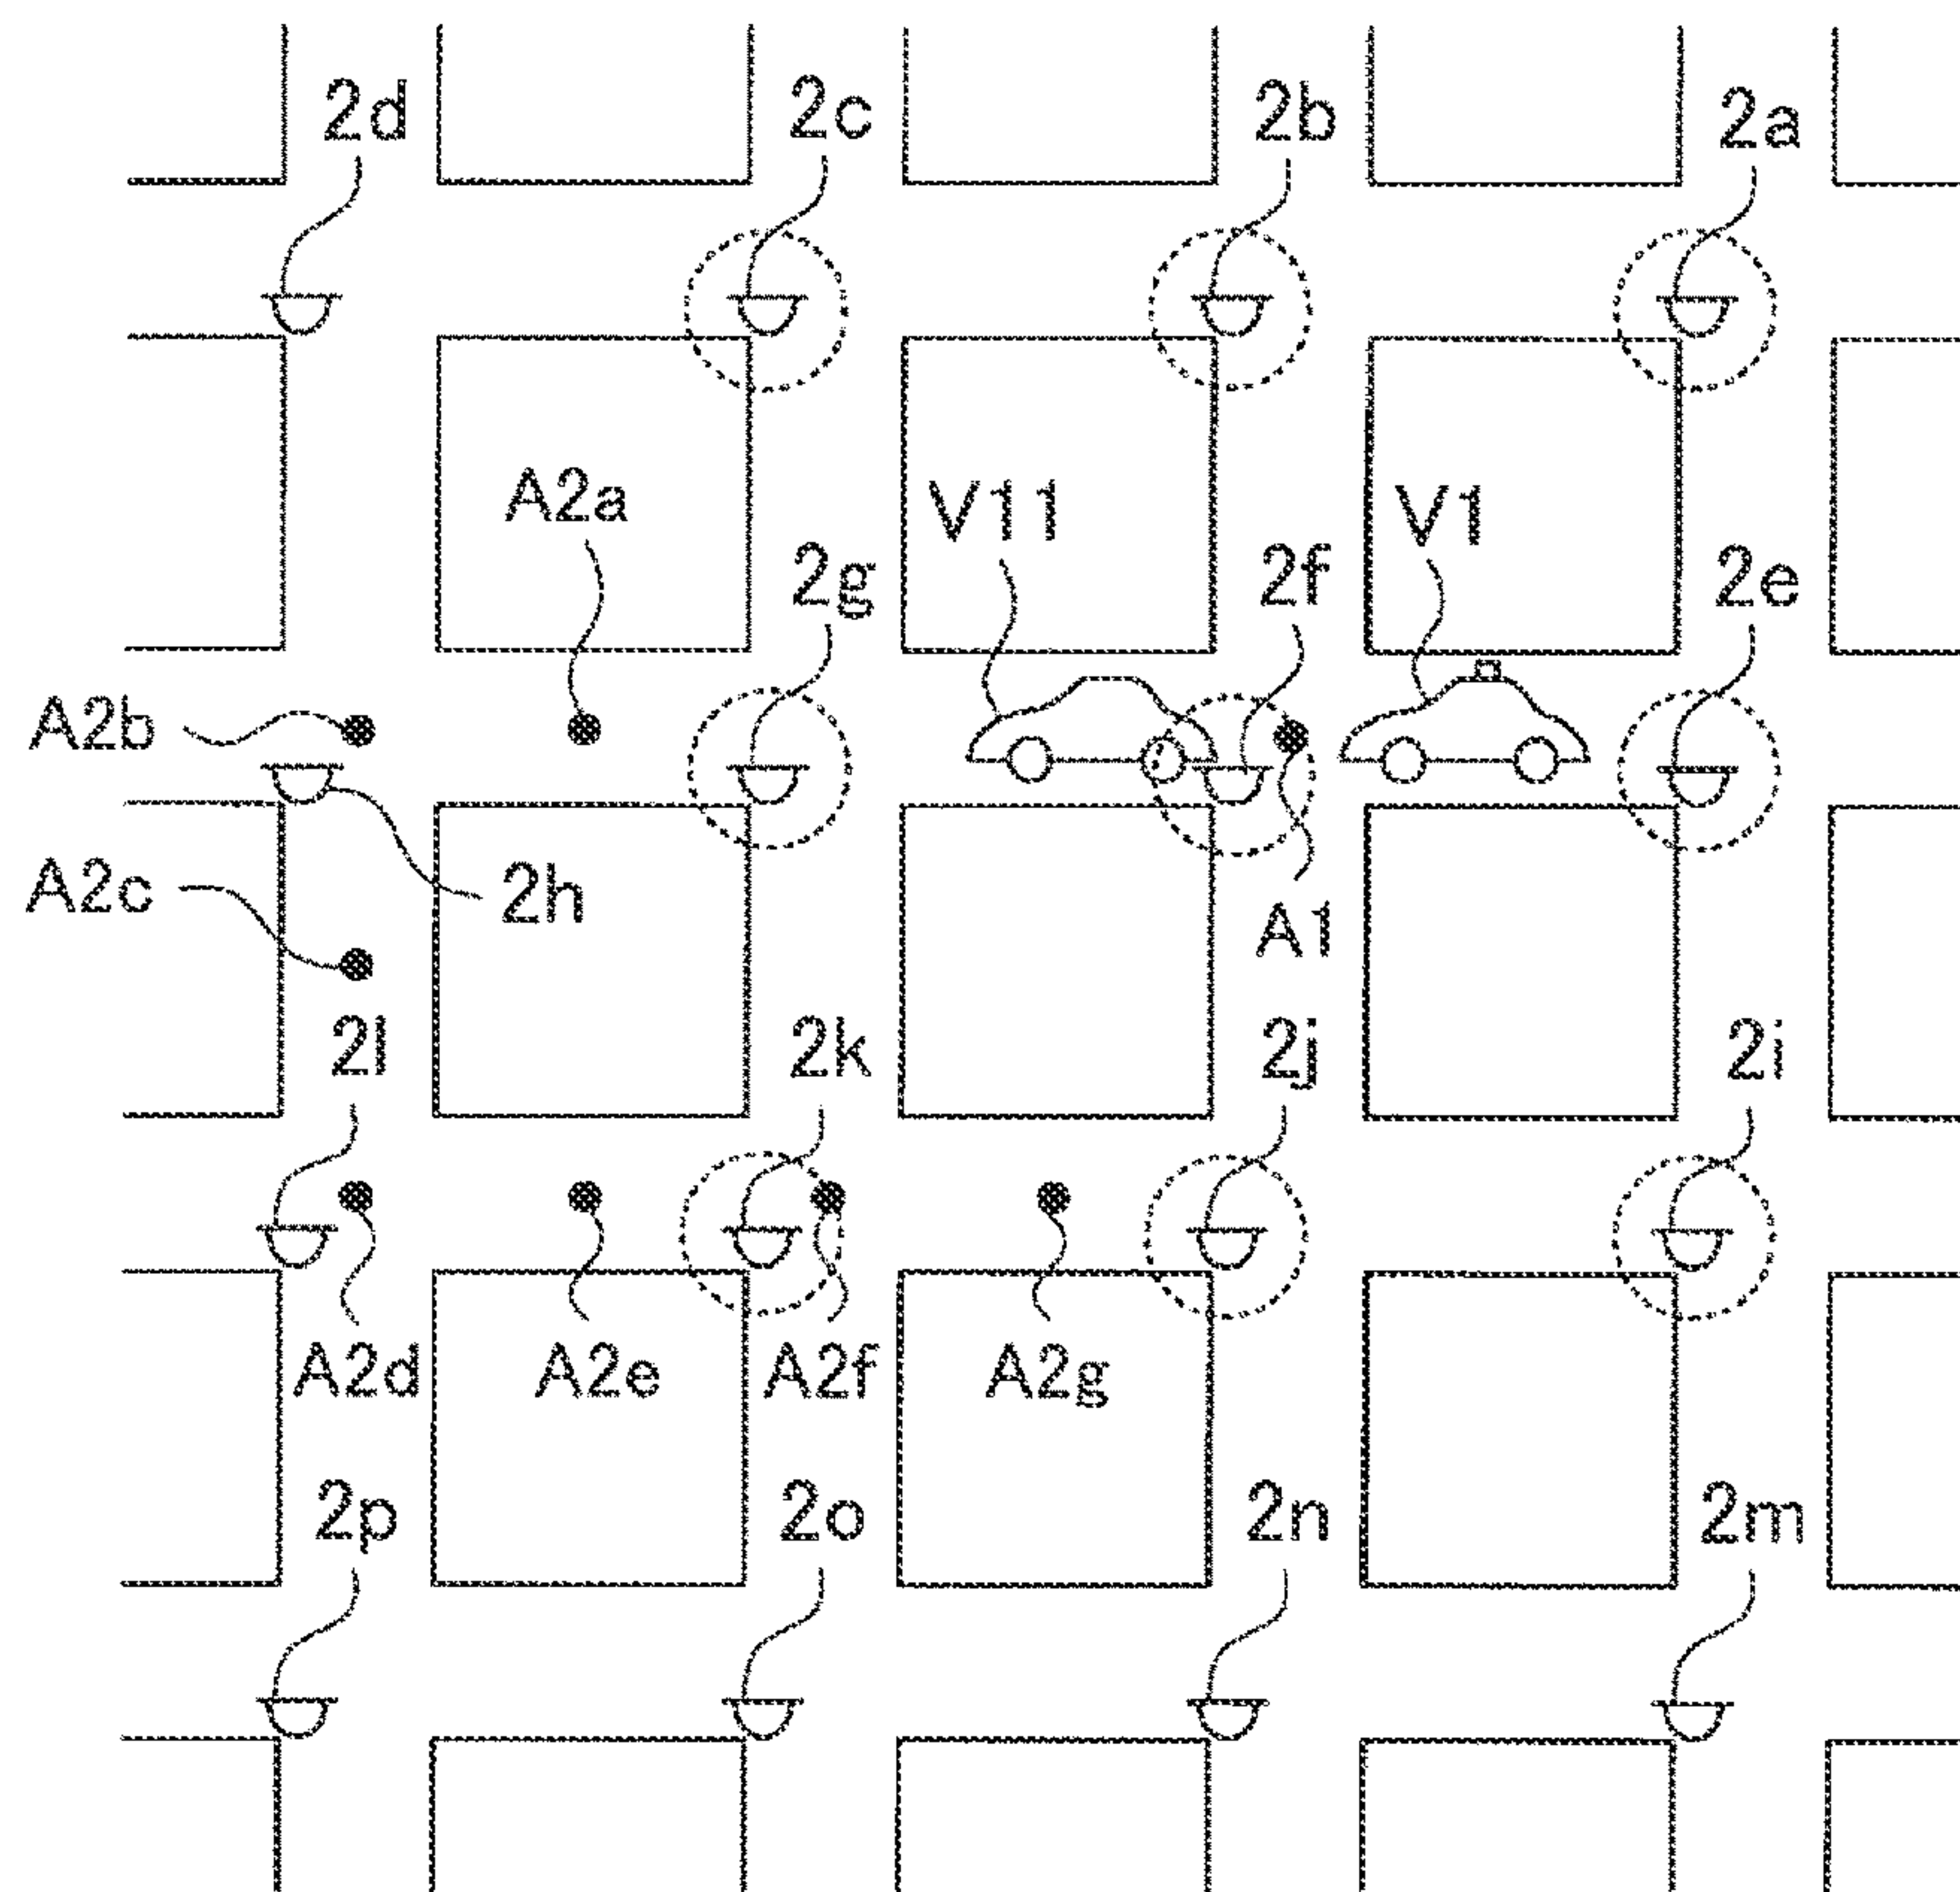 2d 2c 2b 2a
A2a V11 V1
2g 2f 2e
A2b
A2c 2h A1
2l 2k 2j 2i
A2d A2e A2f A2g
2p 2o 2n 2m